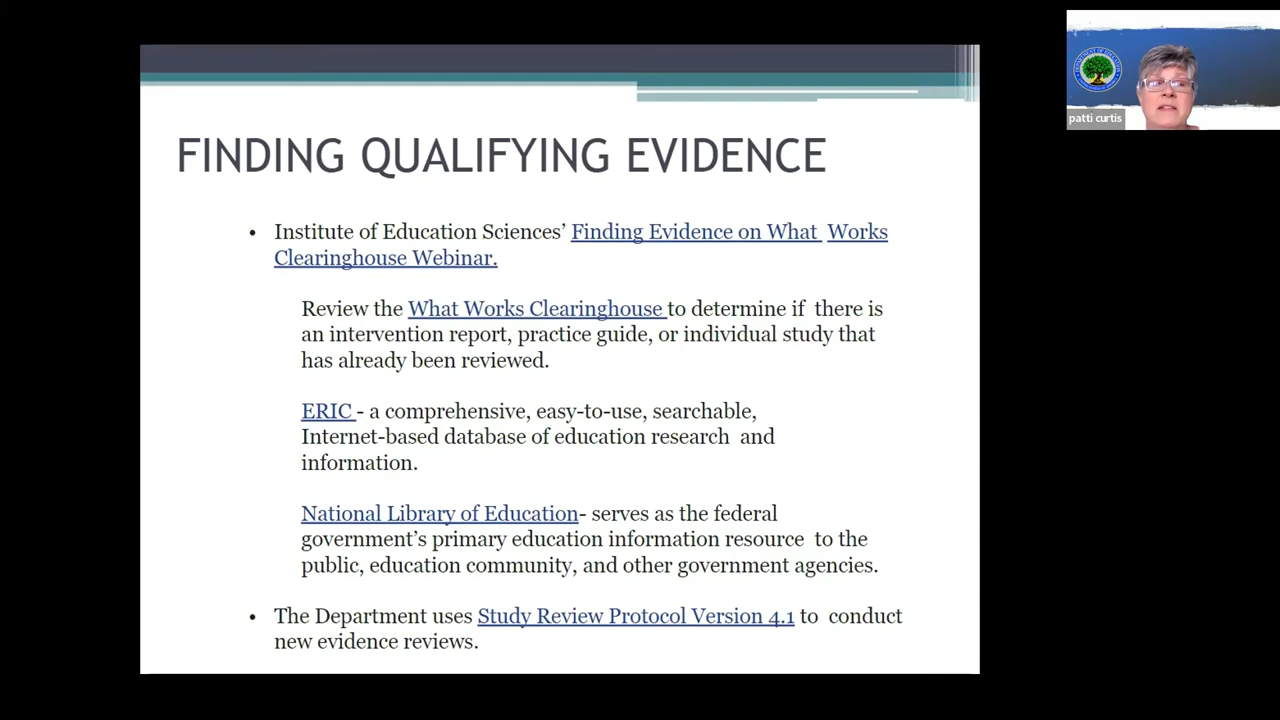 FINDING QUALIFYING EVIDENCE
• Institute of Education Sciences’ Finding Evidence on What Works
Clearinghouse Webinar.
Review the What Works Clearinghouse to determine if there is
an intervention report, practice guide, or individual study that
has already been reviewed.
ERIC - a comprehensive, easy-to-use, searchable,
Internet-based database of education research and
information.
National Library of Education- serves as the federal
government’s primary education information resource to the
public, education community, and other government agencies.
• The Department uses Study Review Protocol Version 4.1 to conduct
new evidence reviews.
patti curtis